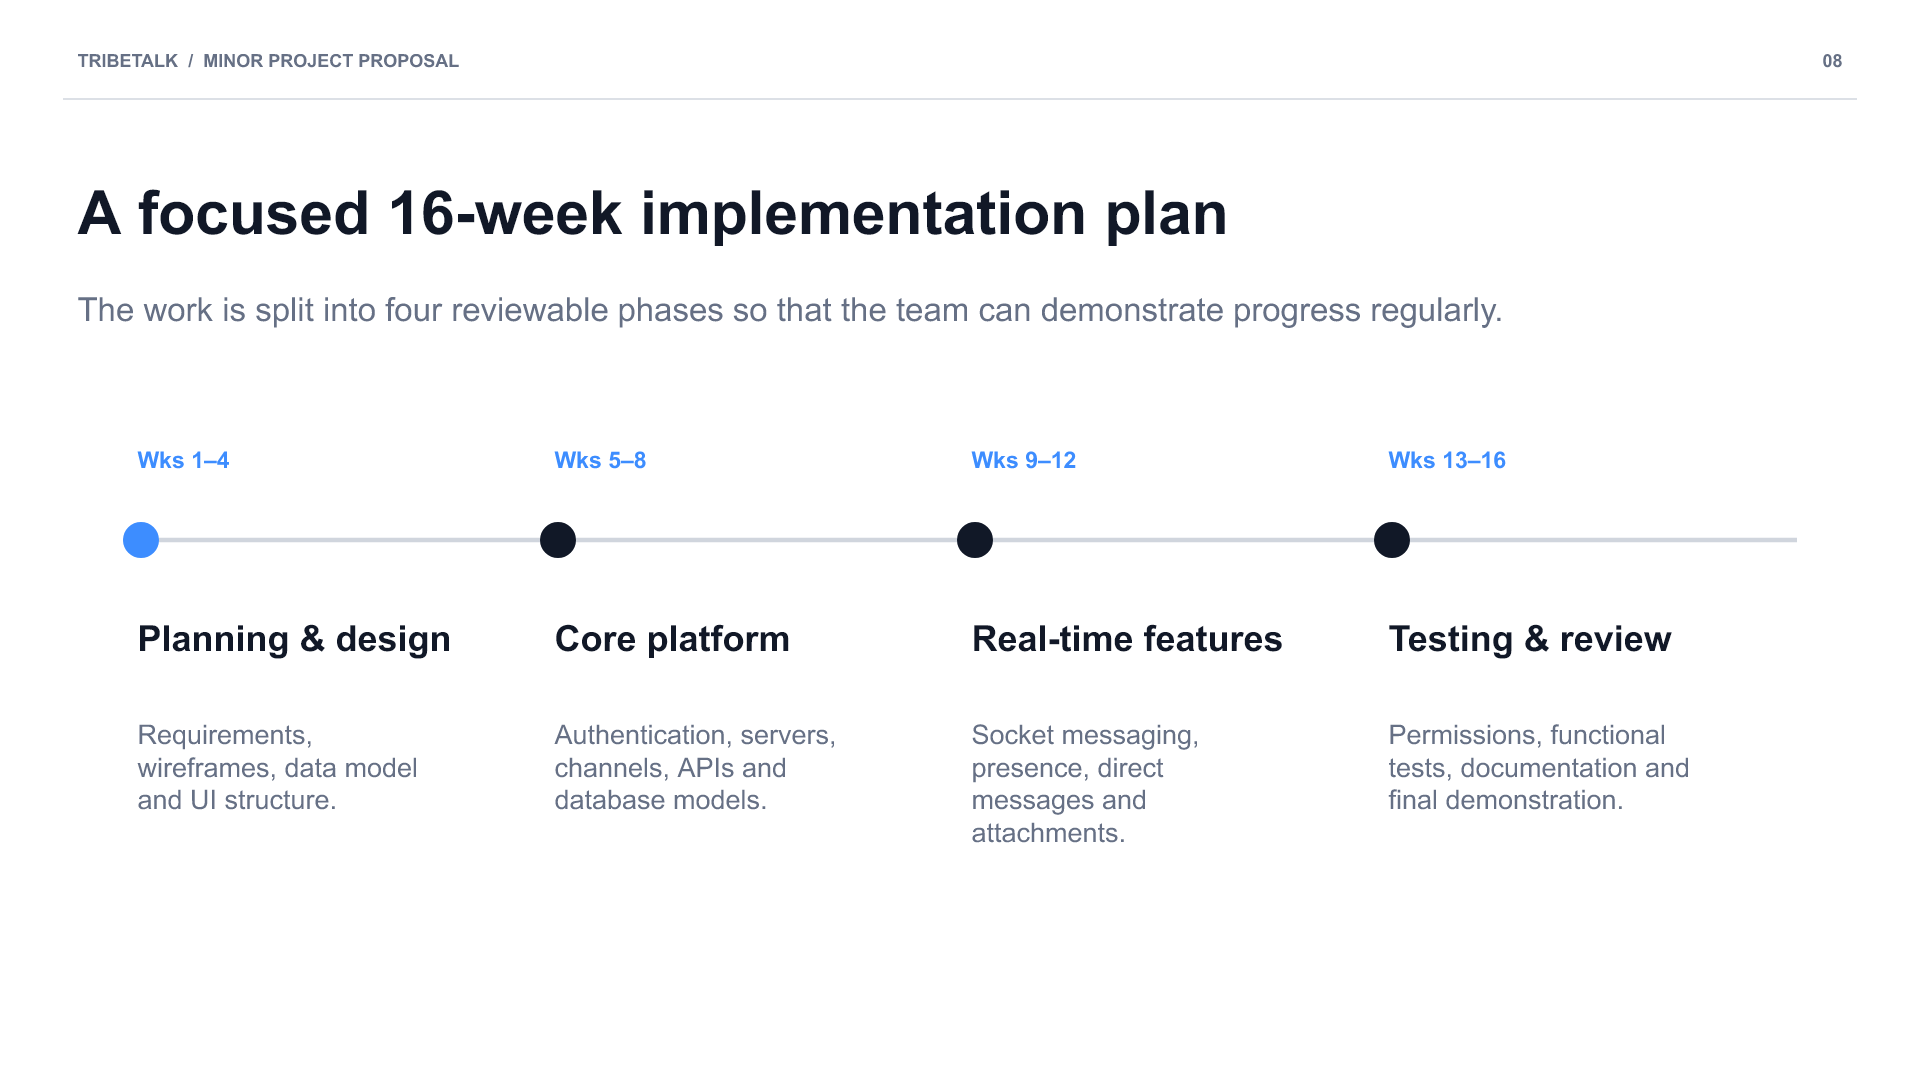 TRIBETALK / MINOR PROJECT PROPOSAL
08
A focused 16-week implementation plan
The work is split into four reviewable phases so that the team can demonstrate progress regularly.
Wks 1–4
Planning & design
Requirements,
wireframes, data model
and UI structure.
Wks 5–8
Core platform
Authentication, servers,
channels, APIs and
database models.
Wks 9–12
Real-time features
Socket messaging,
presence, direct
messages and
attachments.
Wks 13–16
Testing & review
Permissions, functional
tests, documentation and
final demonstration.